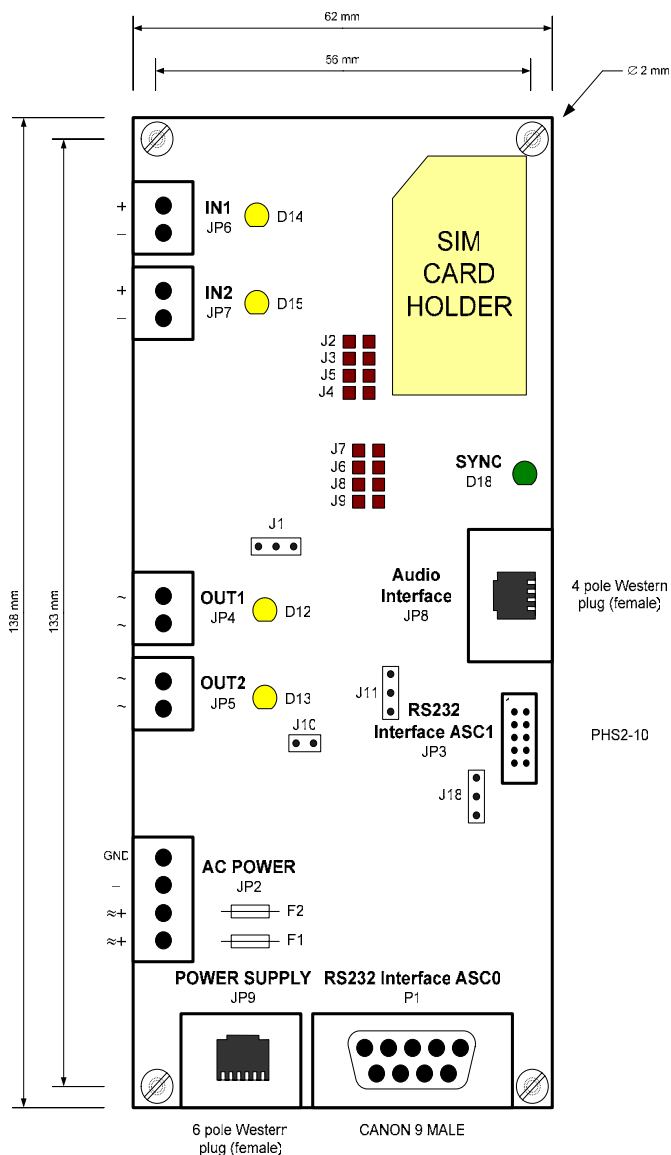 62 mm
56 mm
∅ 2 mm
138 mm
133 mm
+
IN1
JP6
D14
–
SIM
CARD
HOLDER
+
IN2
JP7
D15
–
J2
J3
J5
J4
J7
J6
J8
J9
SYNC
D18
J1
Audio
Interface
JP8
4 pole Western
plug (female)
~
OUT1
JP4
D12
~
~
OUT2
JP5
D13
~
J11
RS232
Interface ASC1
JP3
PHS2-10
J10
J18
GND
–
≈+
≈+
AC POWER
JP2
F2
F1
POWER SUPPLY
JP9
RS232 Interface ASC0
P1
6 pole Western
plug (female)
CANON 9 MALE